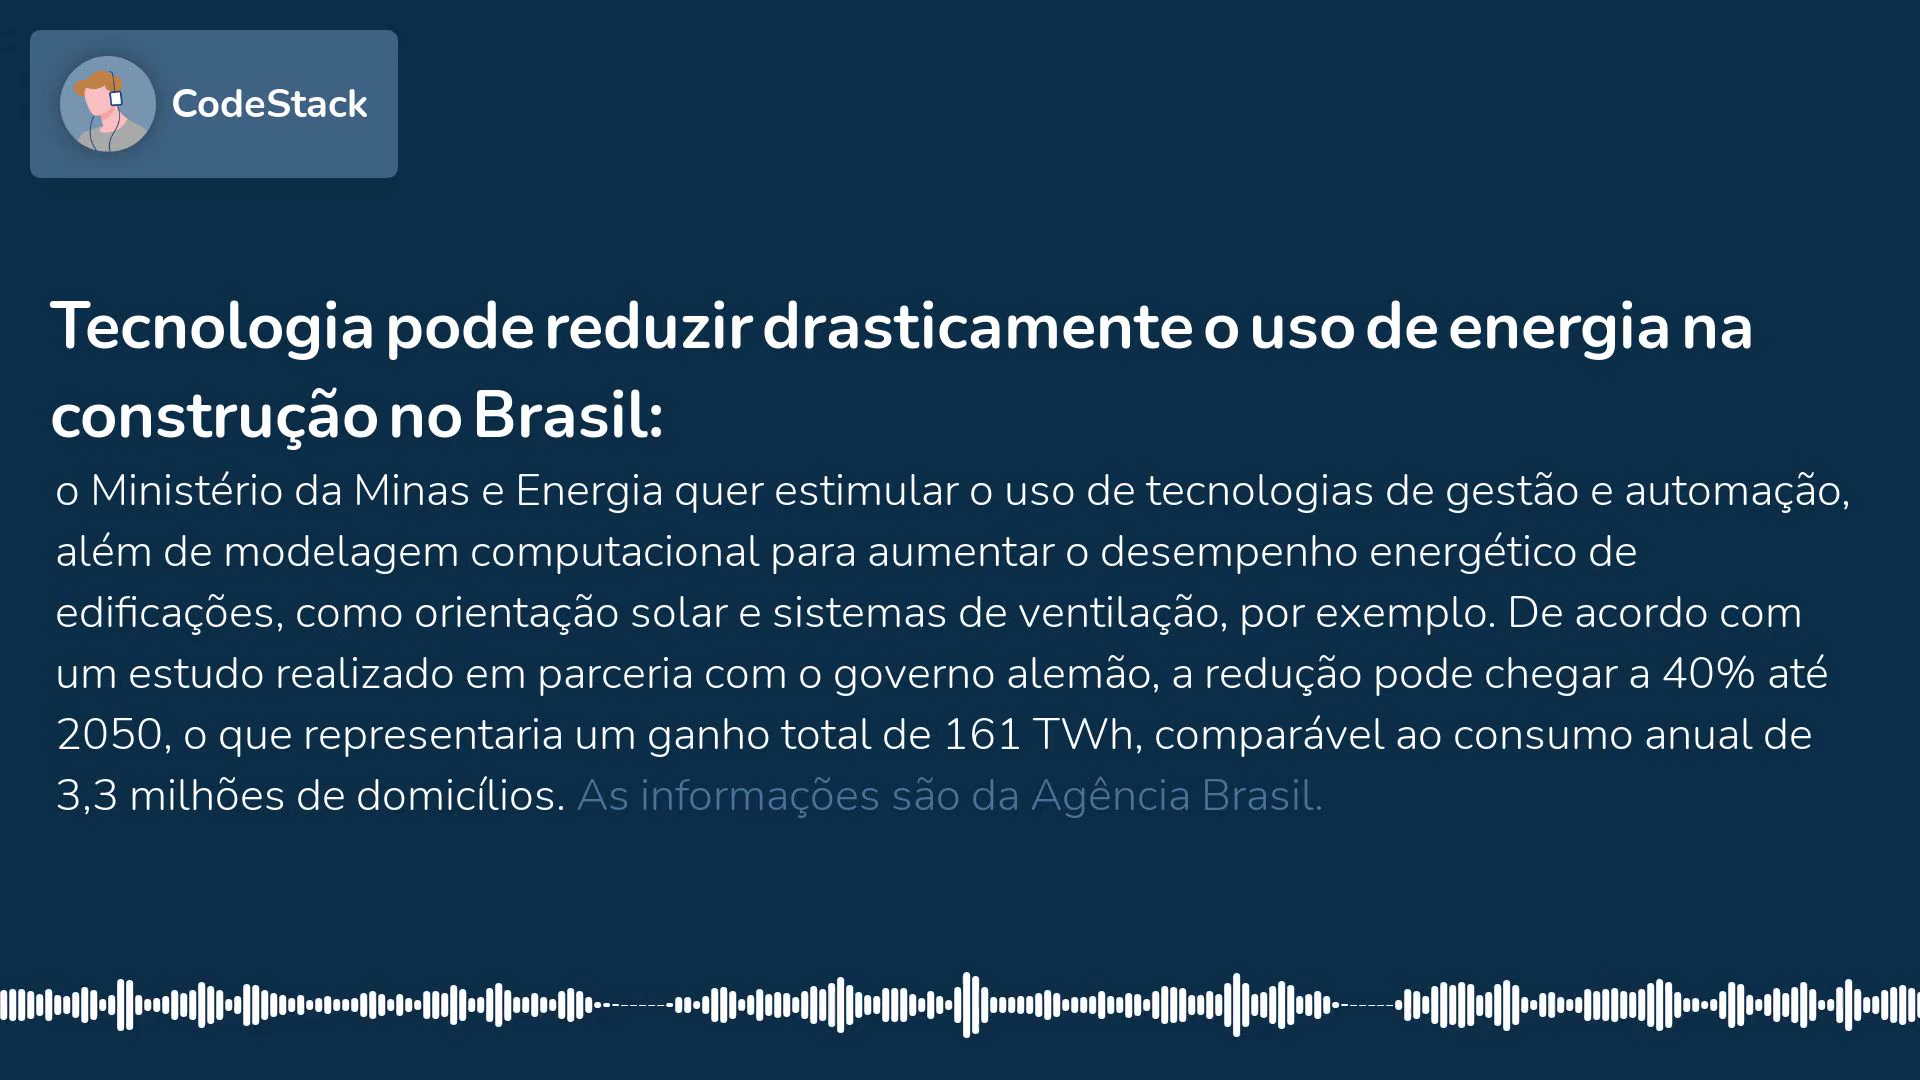 CodeStack
Tecnologia pode reduzir drasticamente o uso de energia na
construção no Brasil:
o Ministério da Minas e Energia quer estimular o uso de tecnologias de gestão e automação,
além de modelagem computacional para aumentar o desempenho energético de
edificações, como orientação solar e sistemas de ventilação, por exemplo. De acordo com
um estudo realizado em parceria com o governo alemão, a redução pode chegar a 40% até
2050, o que representaria um ganho total de 161 TWh, comparável ao consumo anual de
3,3 milhões de domicílios. As informações são da Agência Brasil.